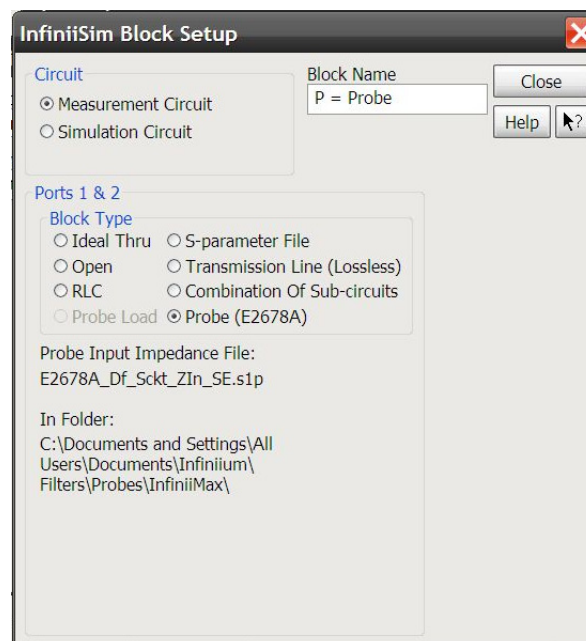 InfiniiSim Block Setup
Circuit
Measurement Circuit
Simulation Circuit
Block Name
P = Probe
Close
Help
?
Ports 1 & 2
Block Type
Ideal Thru
S-parameter File
Open
Transmission Line (Lossless)
RLC
Combination Of Sub-circuits
Probe Load
Probe (E2678A)
Probe Input Impedance File:
E2678A_Df_Sckt_ZIn_SE.s1p
In Folder:
C:\Documents and Settings\All
Users\Documents\Infiniium\
Filters\Probes\InfiniiMax\